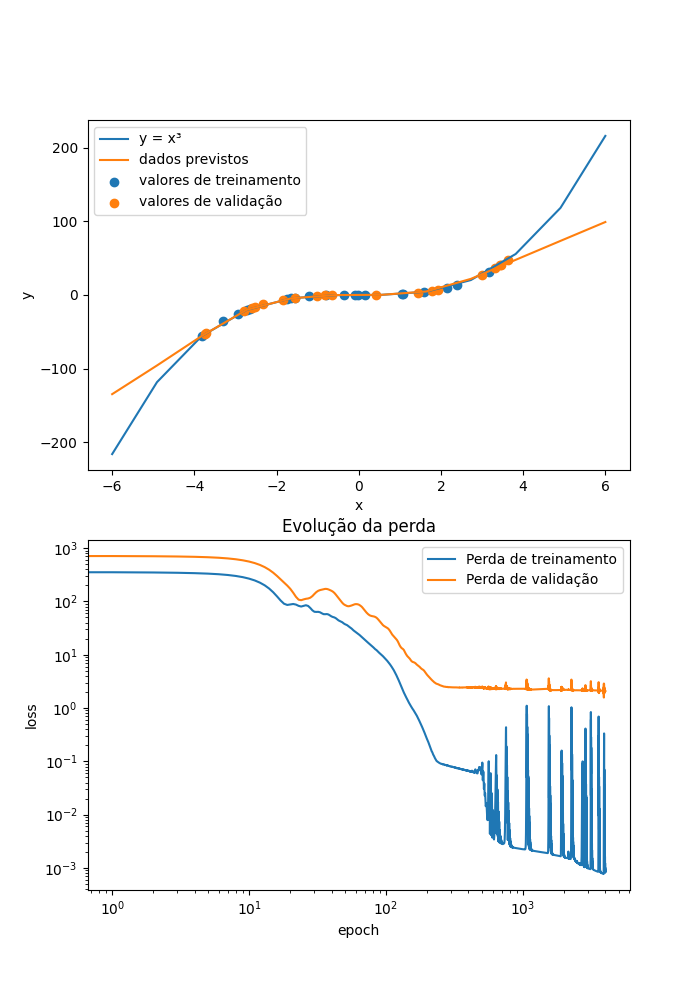 y = x³
dados previstos
valores de treinamento
valores de validação
200
100
0
−100
−200
y
−6
−4
−2
0
2
4
6
x
Evolução da perda
Perda de treinamento
Perda de validação
10³
10²
10¹
10⁰
10⁻¹
10⁻²
10⁻³
loss
10⁰
10¹
10²
10³
epoch